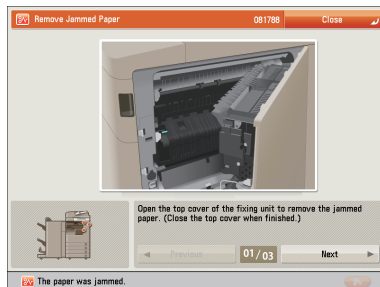 Remove Jammed Paper 081788 Close
Open the top cover of the fixing unit to remove the jammed
paper. (Close the top cover when finished.)
◄ Previous 01/03 Next ►
The paper was jammed.